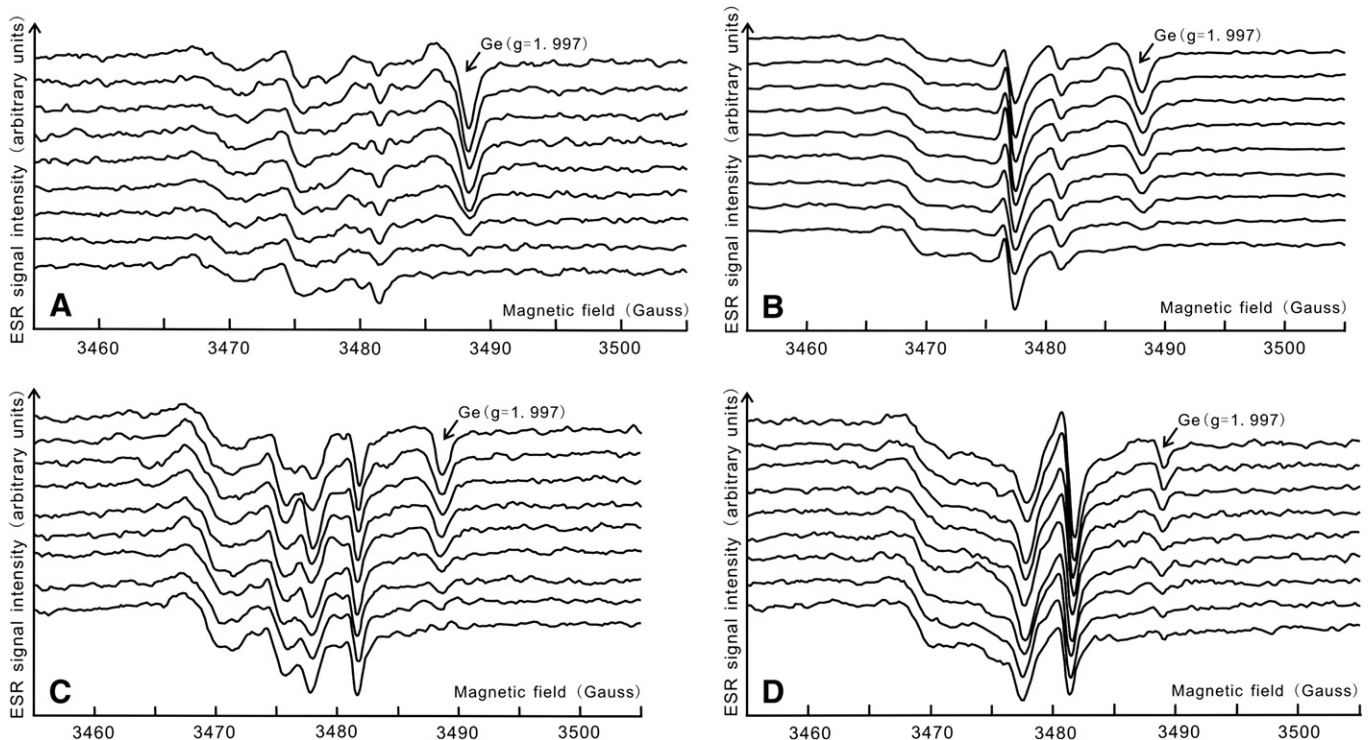 ESR signal intensity (arbitrary units)
Ge(g=1.997)
A
Magnetic field (Gauss)
3460 3470 3480 3490 3500
ESR signal intensity (arbitrary units)
Ge(g=1.997)
B
Magnetic field (Gauss)
3460 3470 3480 3490 3500
ESR signal intensity (arbitrary units)
Ge(g=1.997)
C
Magnetic field (Gauss)
3460 3470 3480 3490 3500
ESR signal intensity (arbitrary units)
Ge(g=1.997)
D
Magnetic field (Gauss)
3460 3470 3480 3490 3500